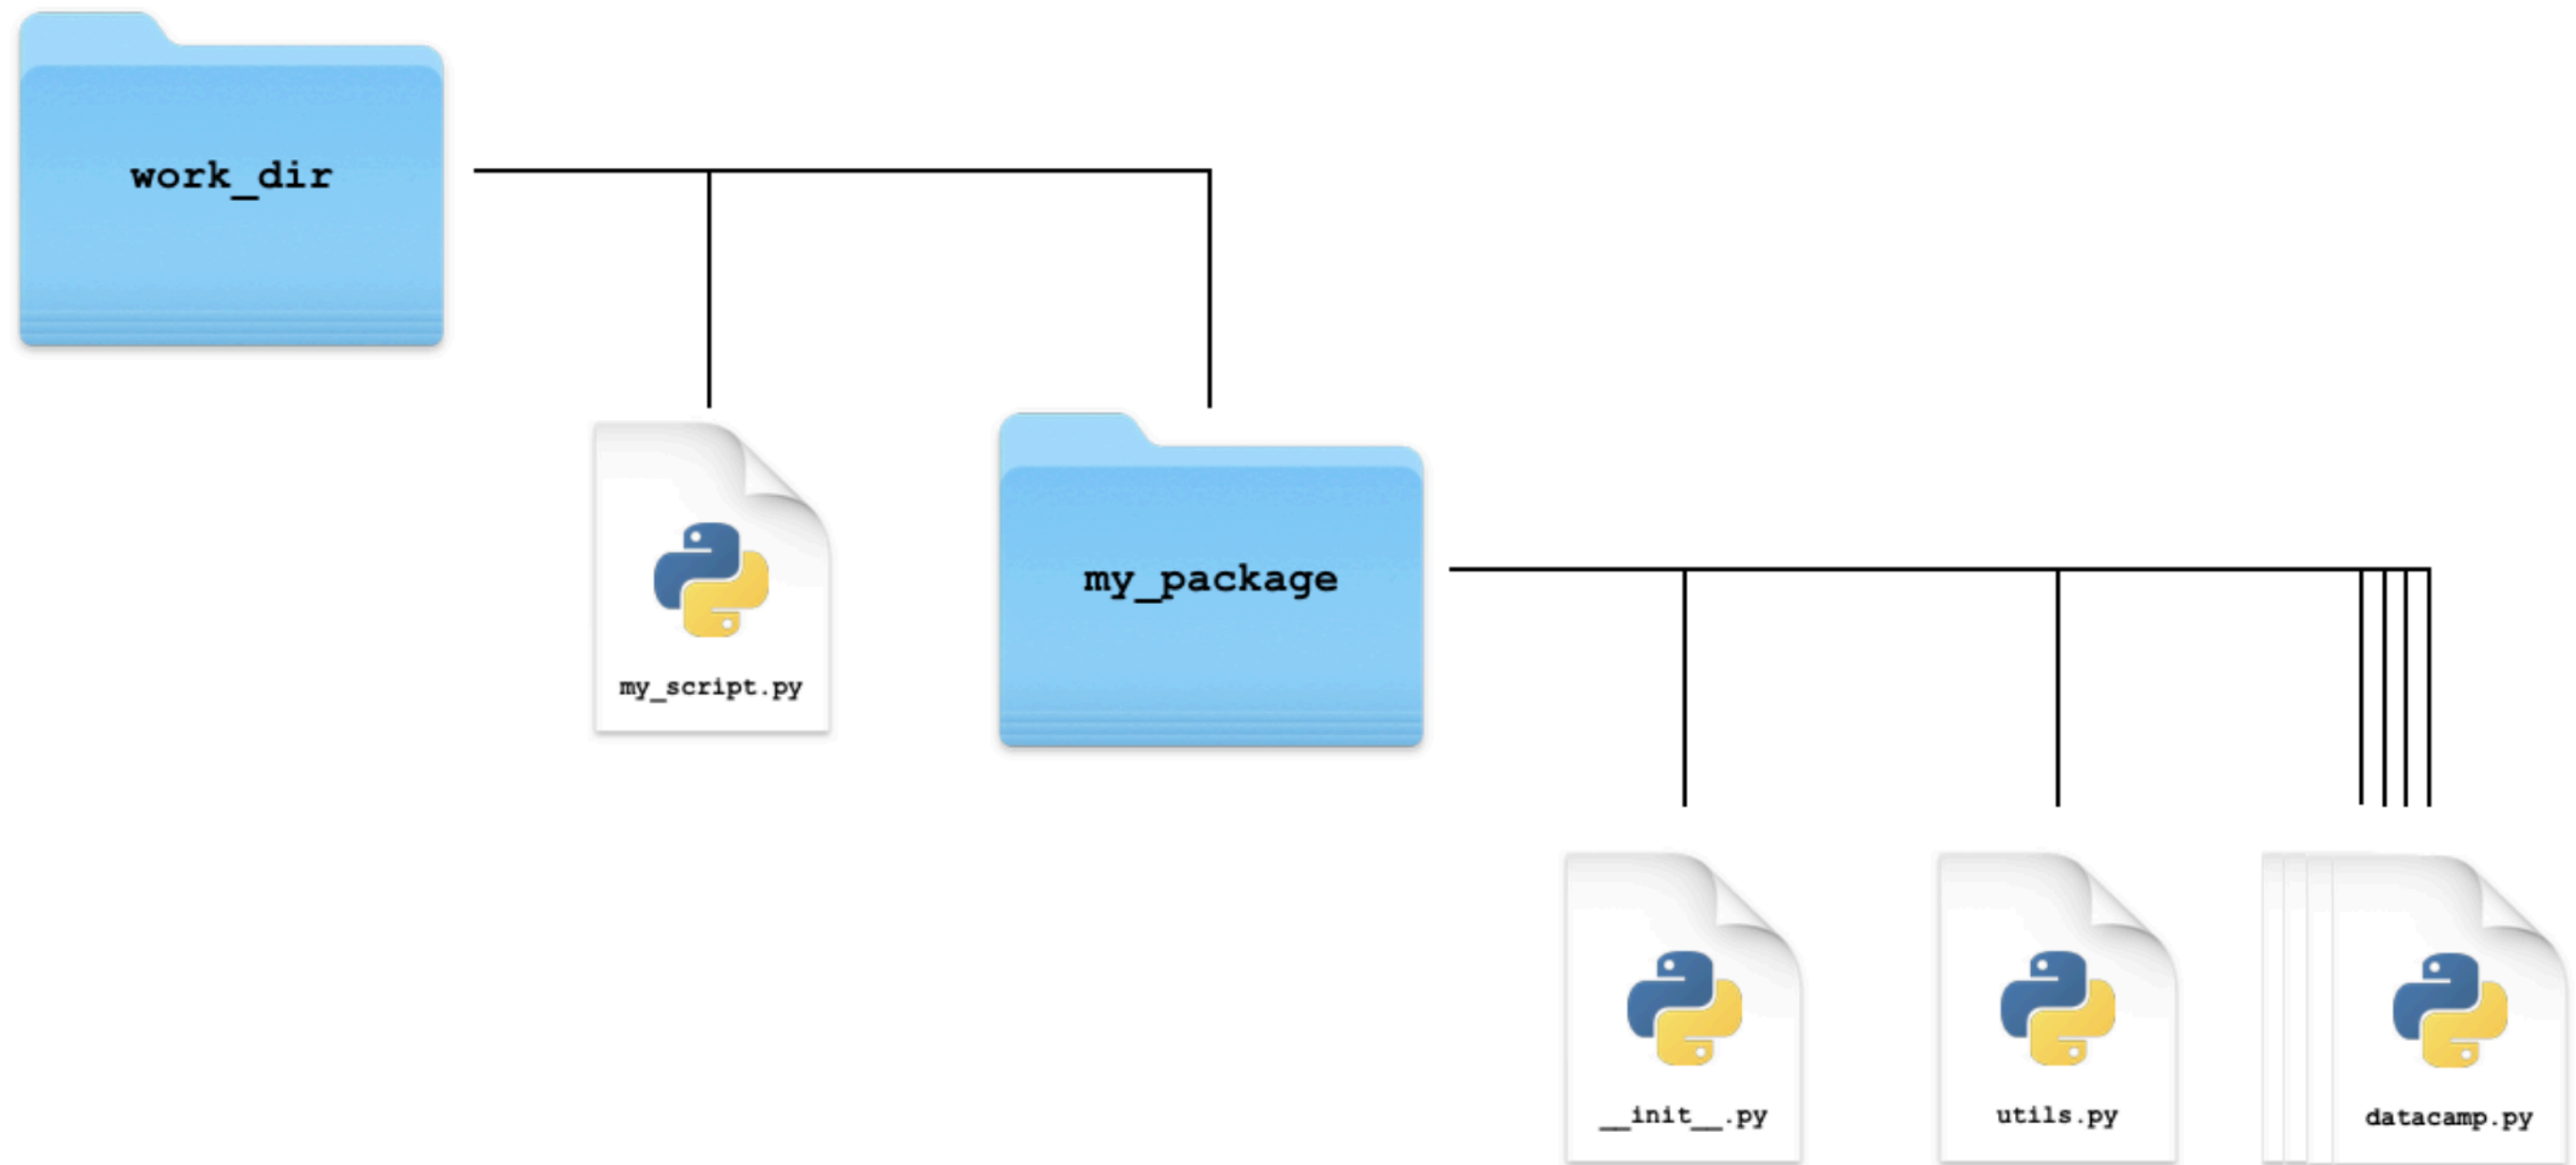 work_dir
my_script.py
my_package
__init__.py
utils.py
datacamp.py